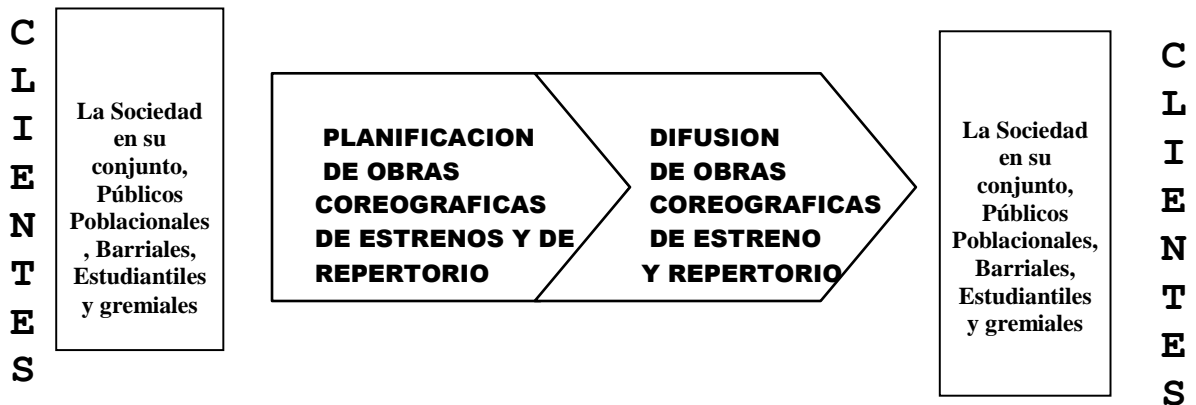 C
L
I
E
N
T
E
S
La Sociedad
en su
conjunto,
Públicos
Poblacionales
, Barriales,
Estudiantiles
y gremiales
PLANIFICACION
DE OBRAS
COREOGRAFICAS
DE ESTRENOS Y DE
REPERTORIO
DIFUSION
DE OBRAS
COREOGRAFICAS
DE ESTRENO
Y REPERTORIO
La Sociedad
en su
conjunto,
Públicos
Poblacionales,
Barriales,
Estudiantiles
y gremiales
C
L
I
E
N
T
E
S